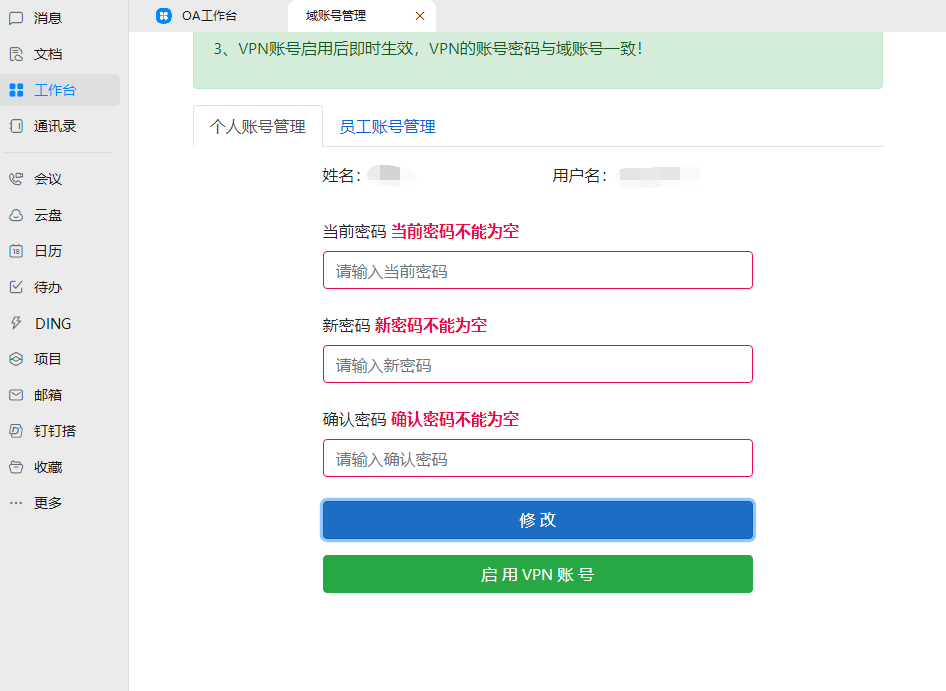 消息
文档
工作台
通讯录
会议
云盘
18
日历
待办
DING
项目
邮箱
钉钉搭
收藏
更多
OA工作台
域账号管理
3、VPN账号启用后即时生效，VPN的账号密码与域账号一致！
个人账号管理 员工账号管理
姓名： 用户名：
当前密码 当前密码不能为空
请输入当前密码
新密码 新密码不能为空
请输入新密码
确认密码 确认密码不能为空
请输入确认密码
修 改
启 用 VPN 账 号